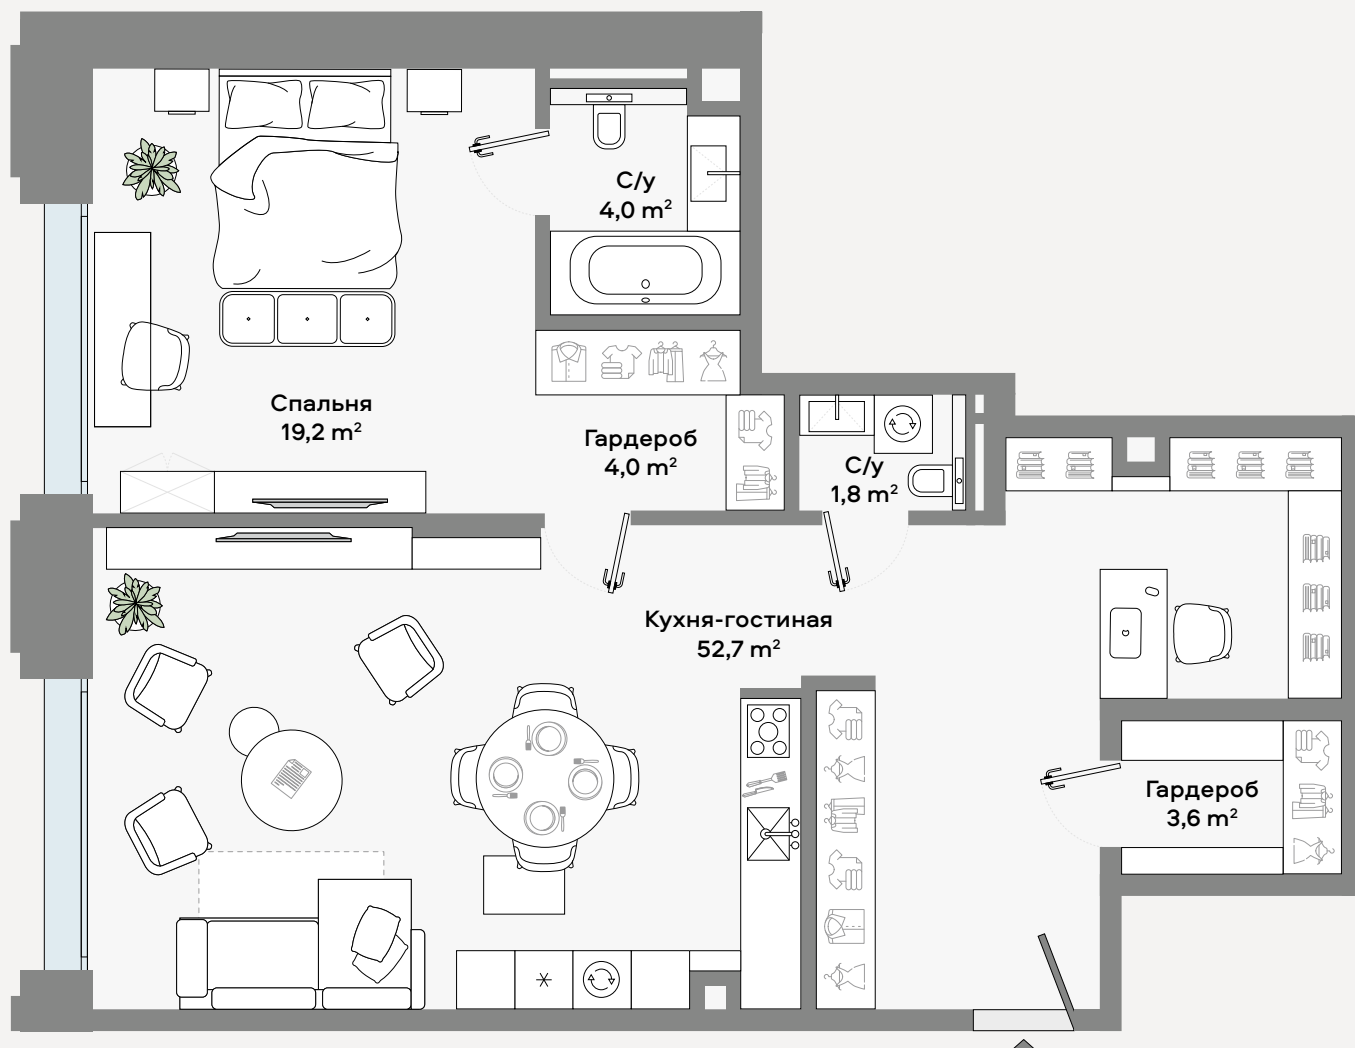 С/у
4,0 m²
Спальня
19,2 m²
Гардероб
4,0 m²
С/у
1,8 m²
Кухня-гостиная
52,7 m²
Гардероб
3,6 m²